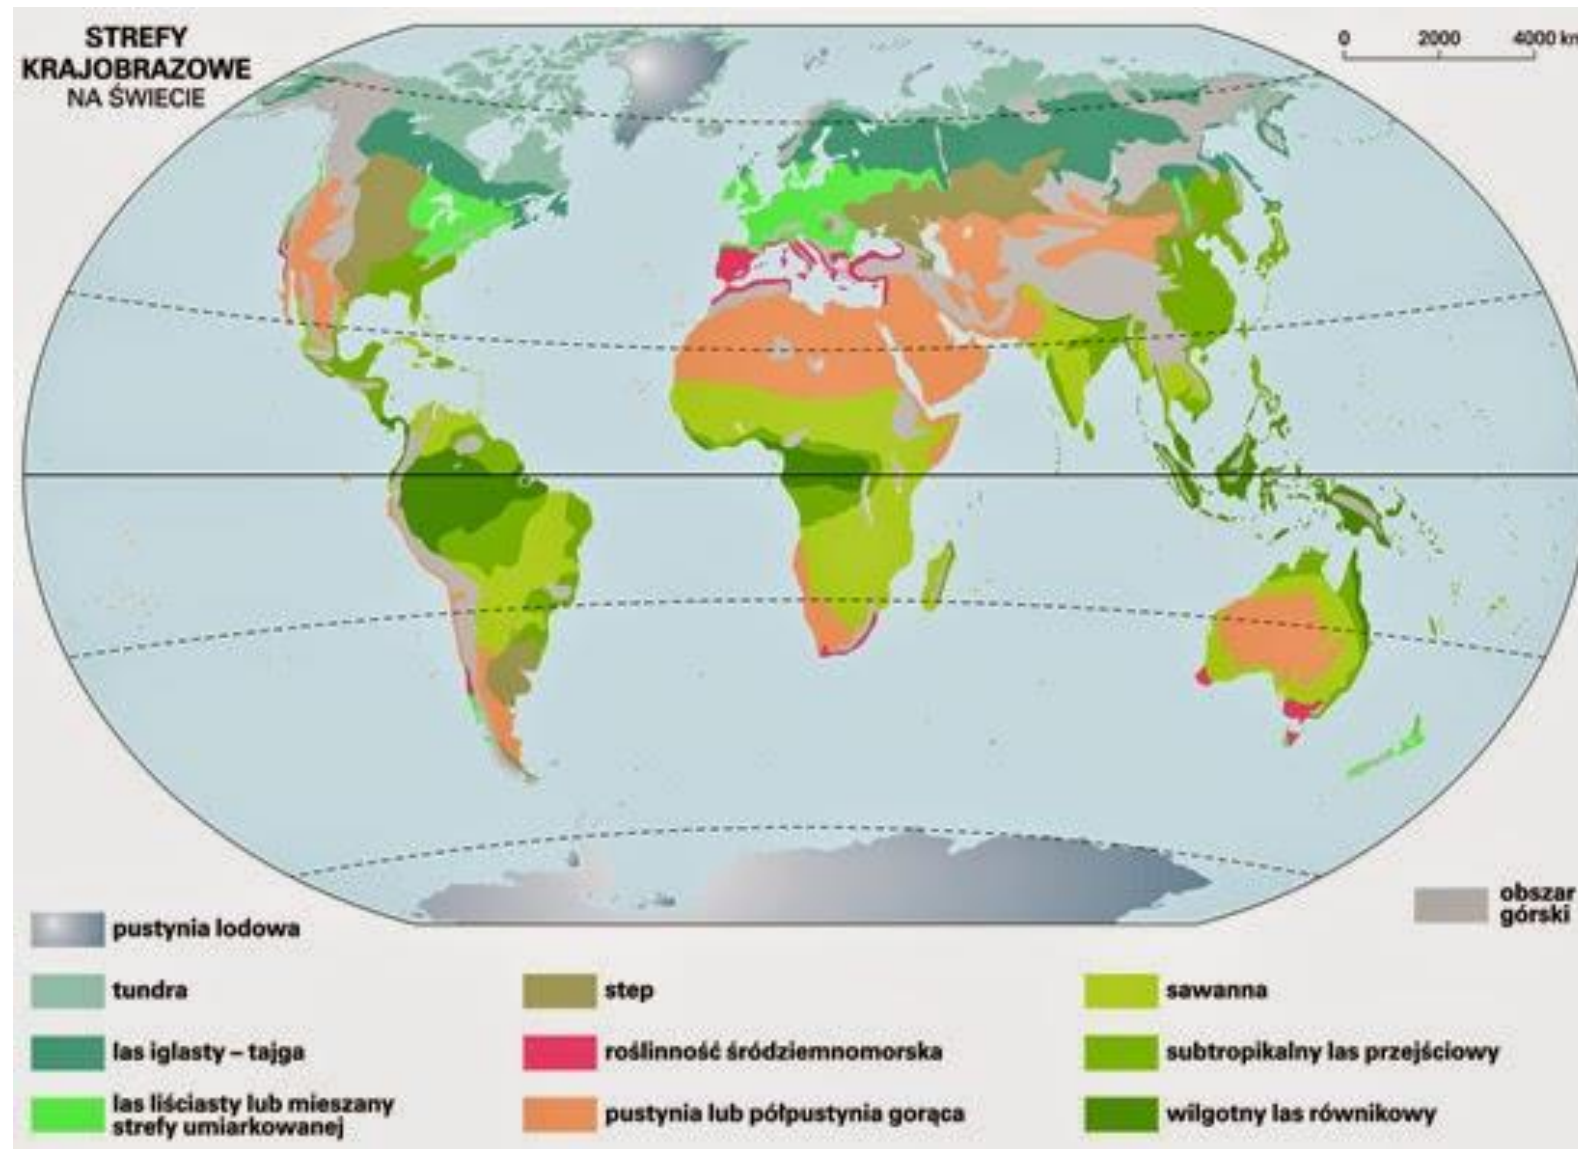 STREFY
KRAJOBRAZOWE
NA ŚWIECIE
0 2000 4000 km
pustynia lodowa
tundra
las iglasty – tajga
las liściasty lub mieszany
strefy umiarkowanej
step
roślinność śródziemnomorska
pustynia lub półpustynia gorąca
obszar
górski
sawanna
subtropikalny las przejściowy
wilgotny las równikowy